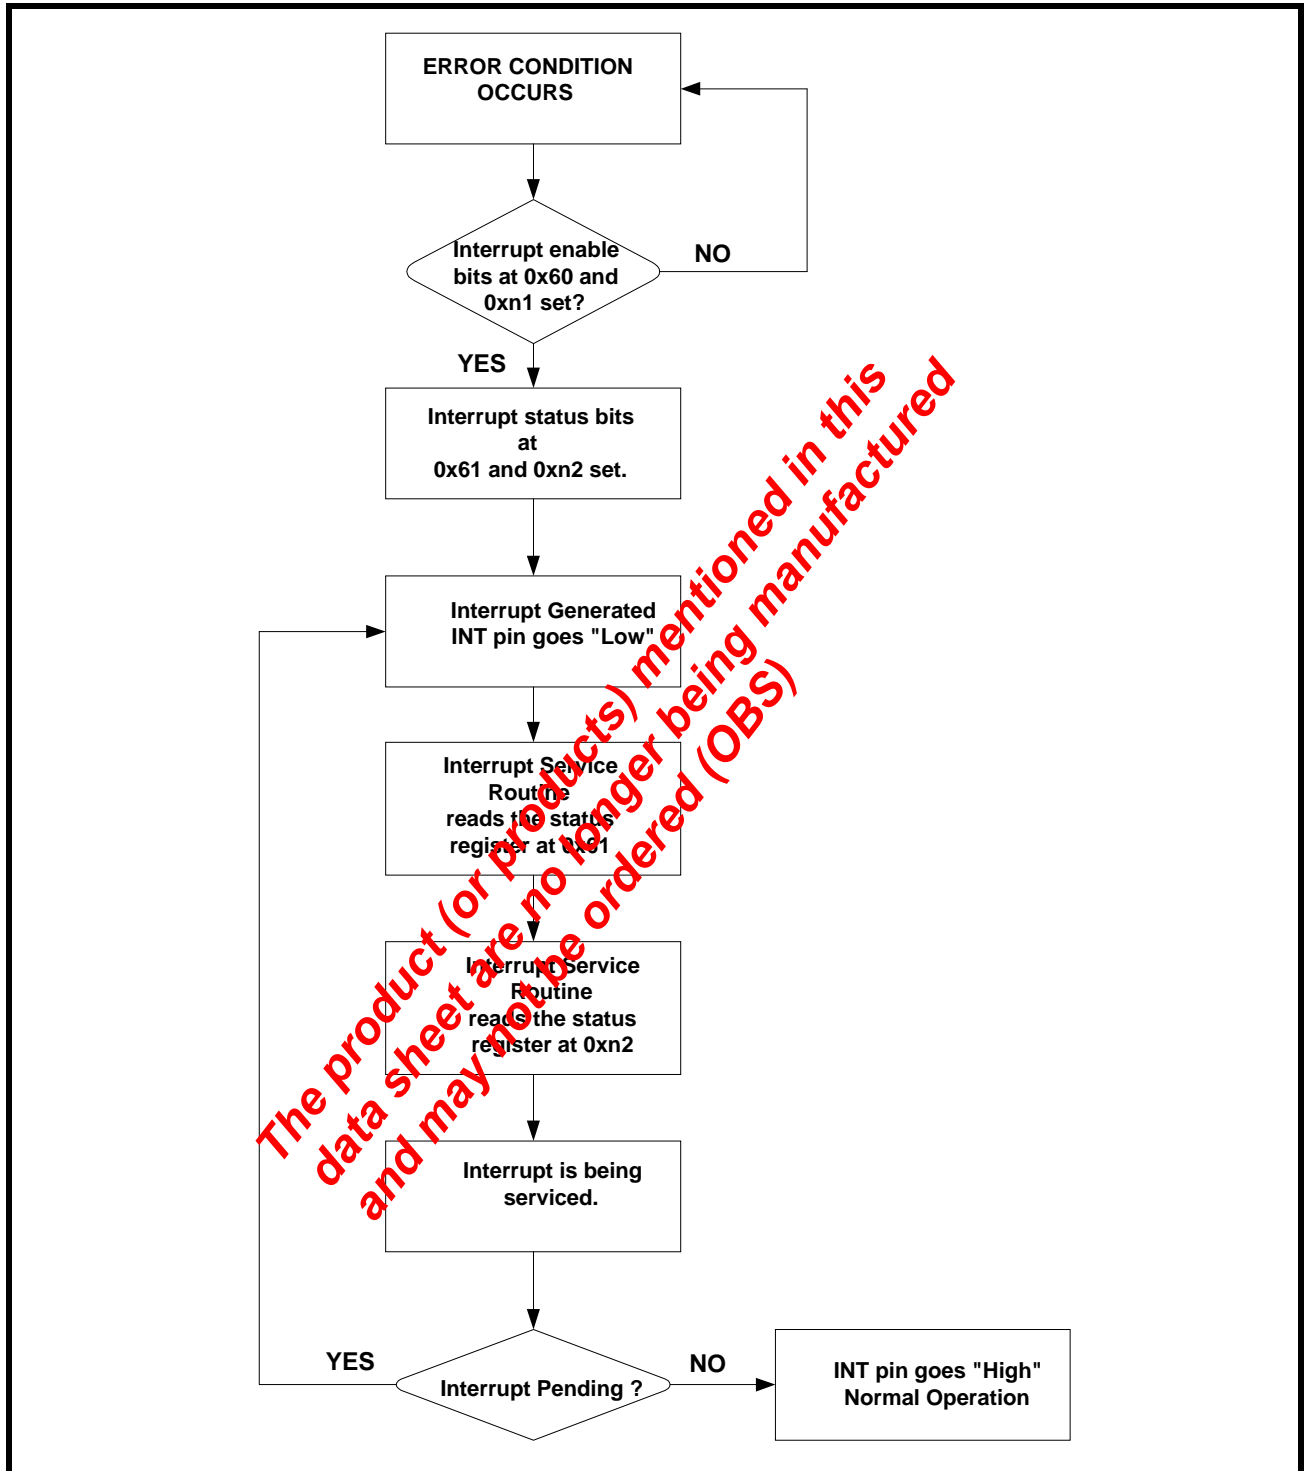 ERROR CONDITION
OCCURS
Interrupt enable
bits at 0x60 and
0xn1 set?
NO
YES
Interrupt status bits
at
0x61 and 0xn2 set.
Interrupt Generated
INT pin goes "Low"
Interrupt Service
Routine
reads the status
register at 0x61
Interrupt Service
Routine
reads the status
register at 0xn2
Interrupt is being
serviced.
YES
Interrupt Pending ?
NO
INT pin goes "High"
Normal Operation
The product (or products) mentioned in this
data sheet are no longer being manufactured
and may not be ordered (OBS)